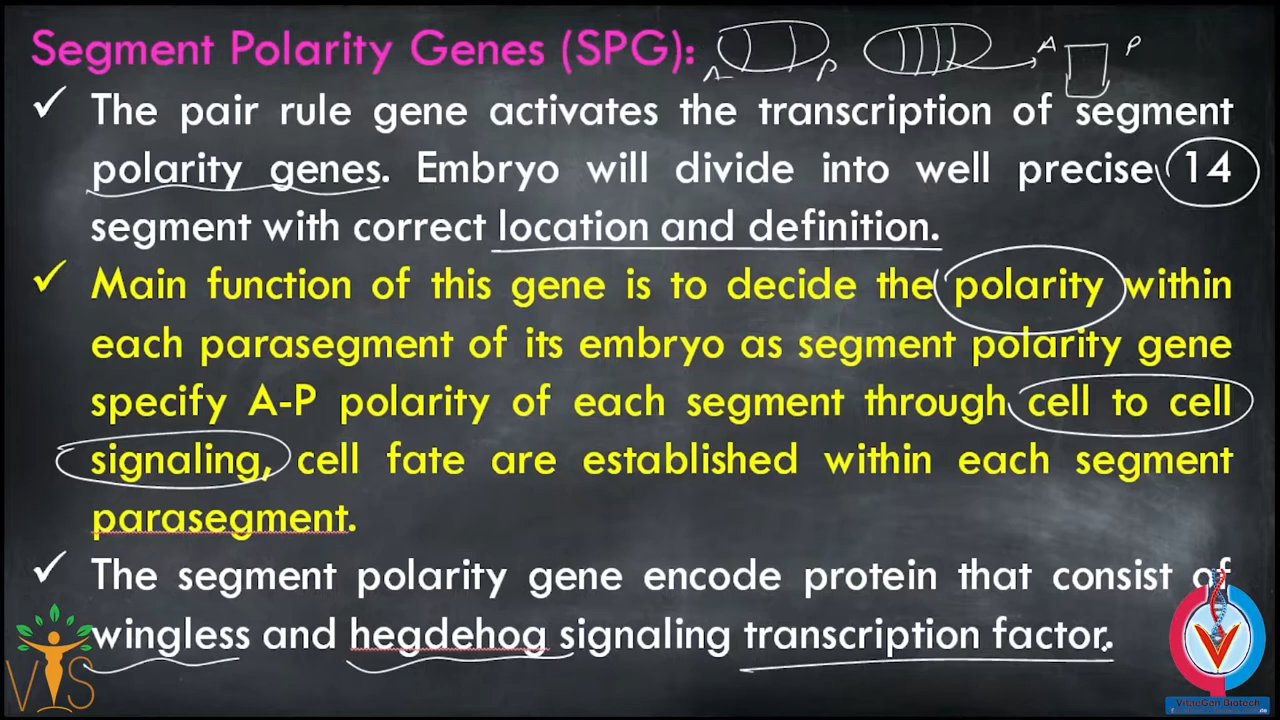 Segment Polarity Genes (SPG):
A P A P
✓ The pair rule gene activates the transcription of segment
polarity genes. Embryo will divide into well precise 14
segment with correct location and definition.
✓ Main function of this gene is to decide the polarity within
each parasegment of its embryo as segment polarity gene
specify A-P polarity of each segment through cell to cell
signaling, cell fate are established within each segment
parasegment.
✓ The segment polarity gene encode protein that consist of
wingless and hegdehog signaling transcription factor.
VIS
V
VitaeGen Biotech